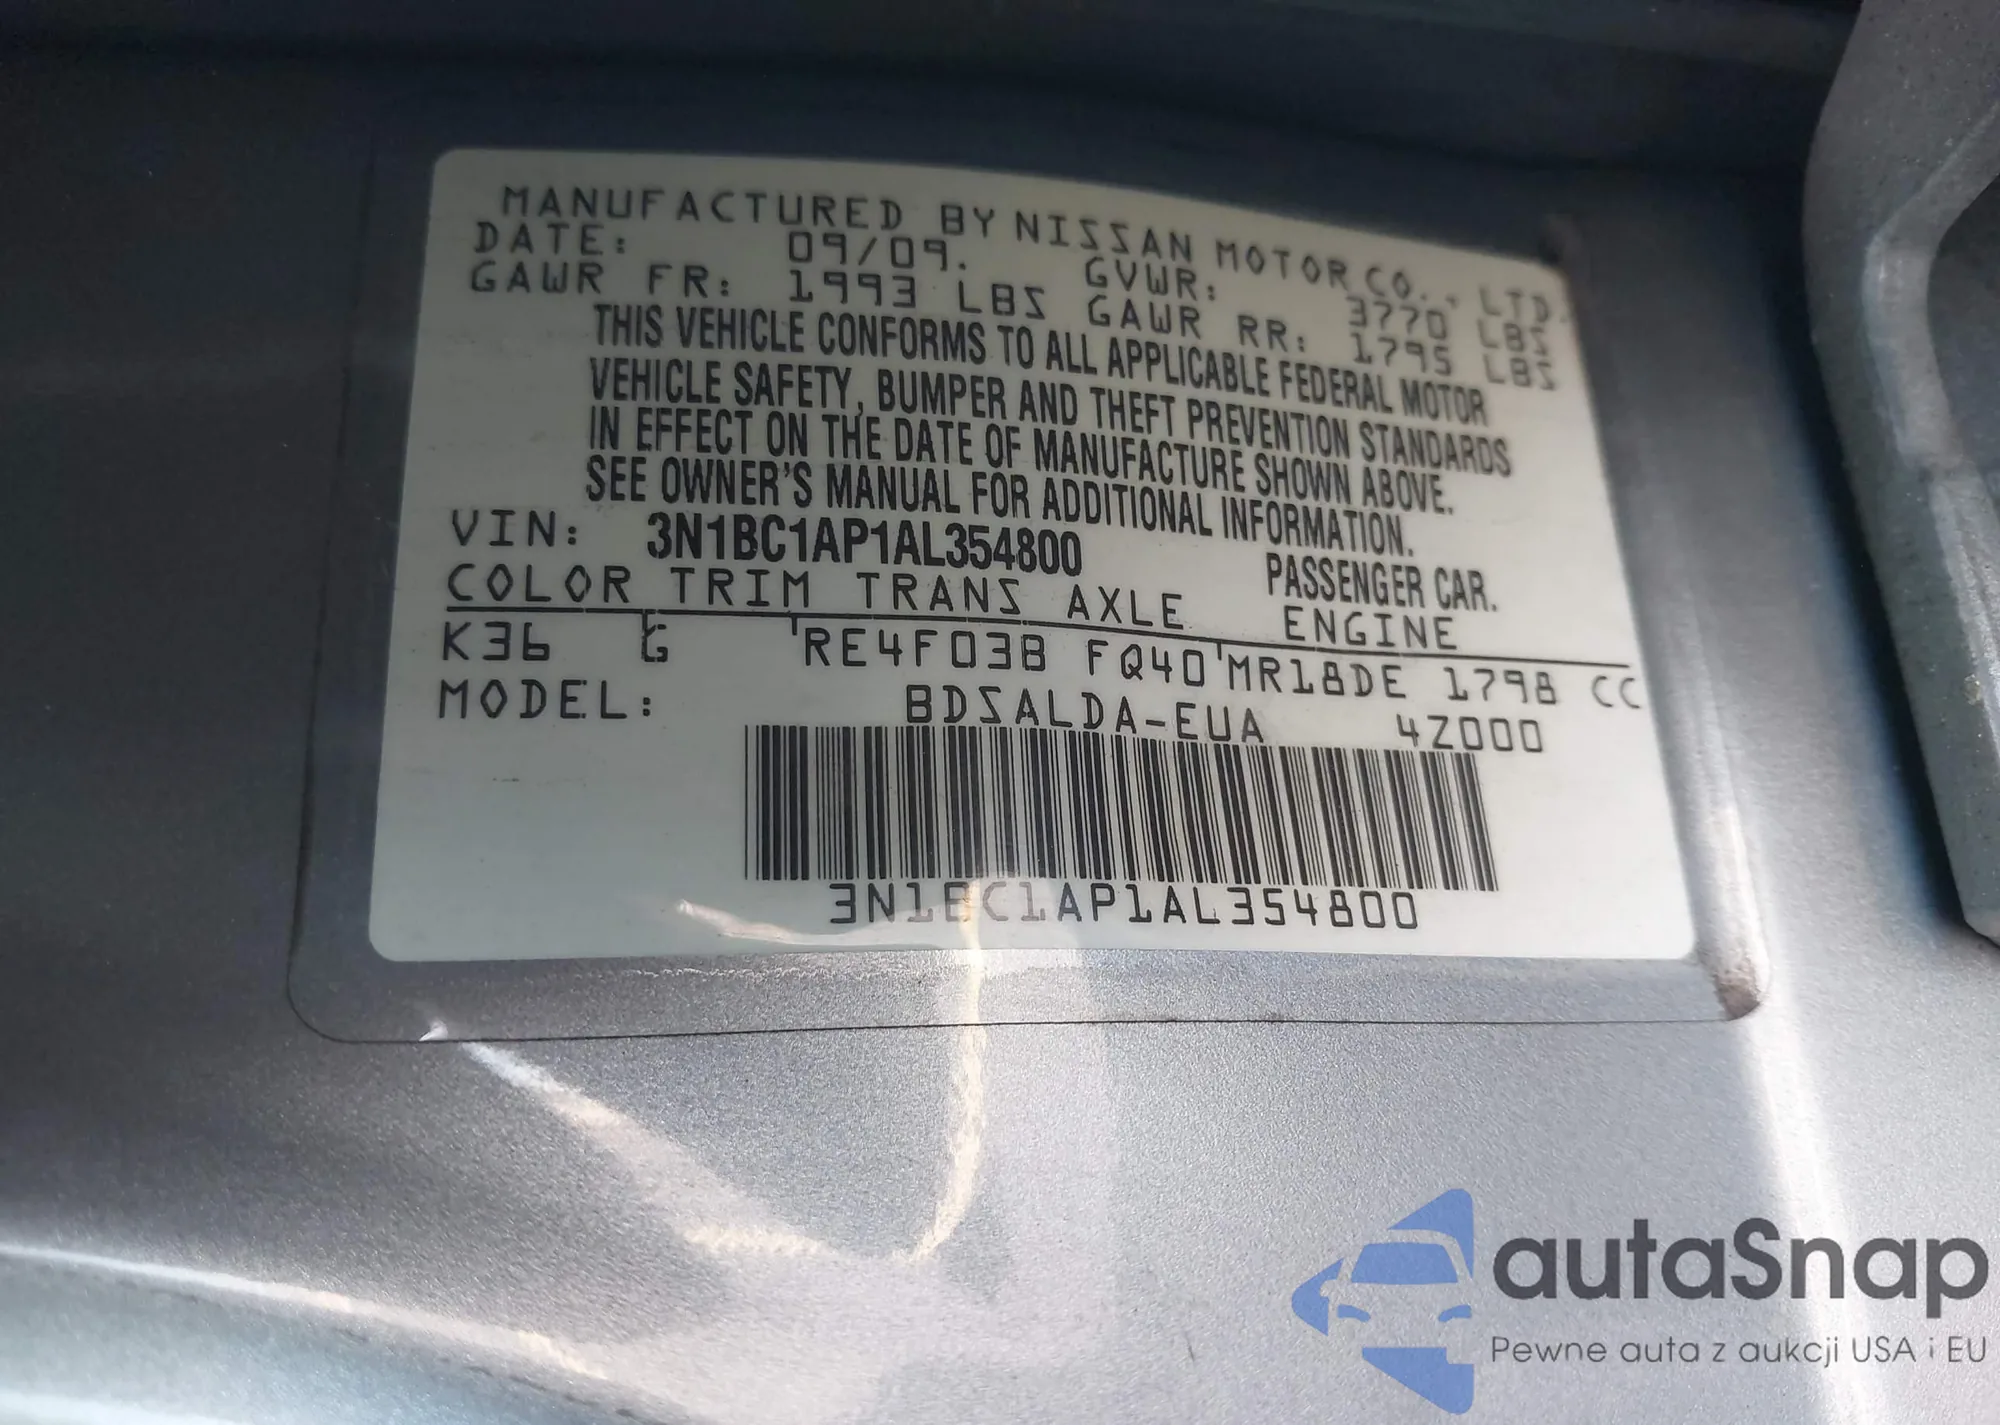 MANUFACTURED BY NISSAN MOTOR CO., LTD.
DATE: 09/09. GVWR: 3770 LBS
GAWR FR: 1993 LBS GAWR RR: 1795 LBS
THIS VEHICLE CONFORMS TO ALL APPLICABLE FEDERAL MOTOR
VEHICLE SAFETY, BUMPER AND THEFT PREVENTION STANDARDS
IN EFFECT ON THE DATE OF MANUFACTURE SHOWN ABOVE.
SEE OWNER'S MANUAL FOR ADDITIONAL INFORMATION.
VIN: 3N1BC1AP1AL354800 PASSENGER CAR.
COLOR TRIM TRANS AXLE ENGINE
K36 G RE4F03B FQ40 MR18DE 1798 CC
MODEL: BDSALDA-EUA 4Z000
3N1BC1AP1AL354800
autaSnap
Pewne auta z aukcji USA i EU